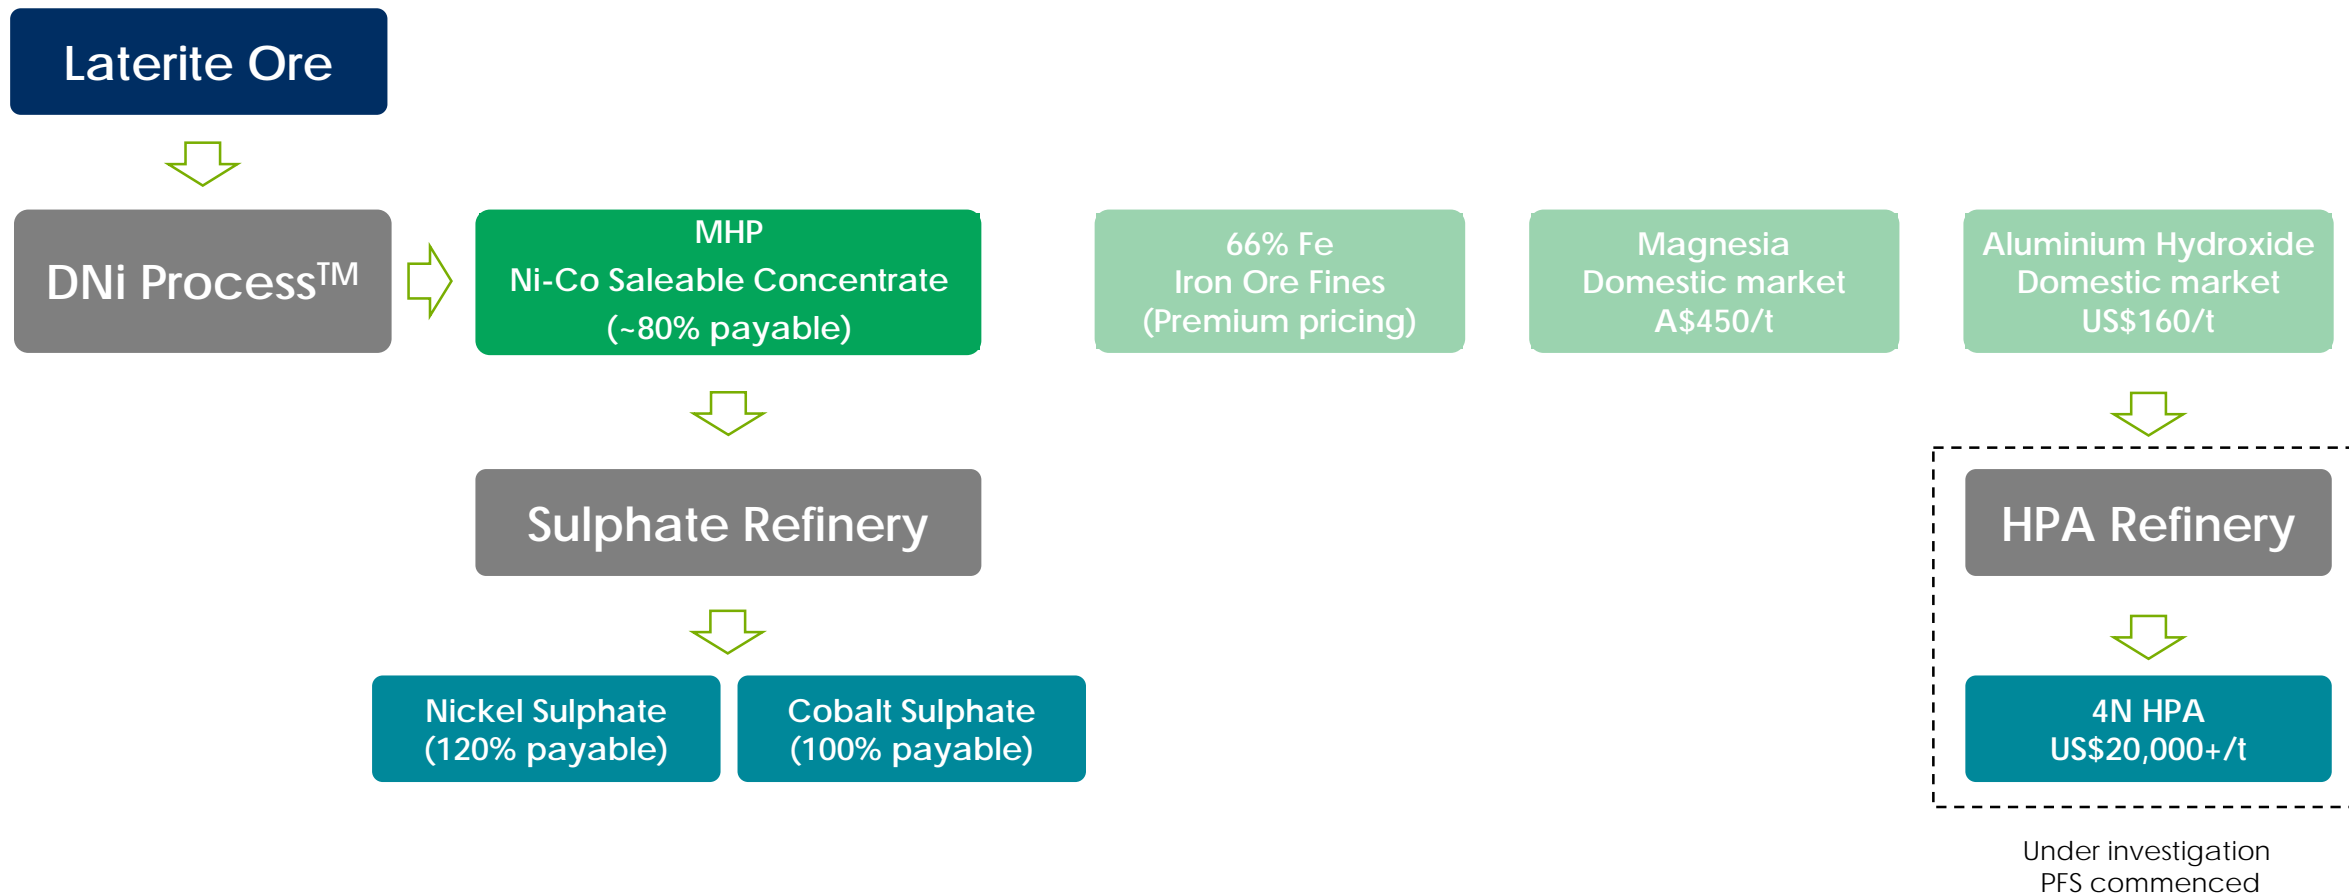 Laterite Ore
DNi Process™
MHP
Ni-Co Saleable Concentrate
(~80% payable)
66% Fe
Iron Ore Fines
(Premium pricing)
Magnesia
Domestic market
A$450/t
Aluminium Hydroxide
Domestic market
US$160/t
Sulphate Refinery
HPA Refinery
Nickel Sulphate
(120% payable)
Cobalt Sulphate
(100% payable)
4N HPA
US$20,000+/t
Under investigation
PFS commenced